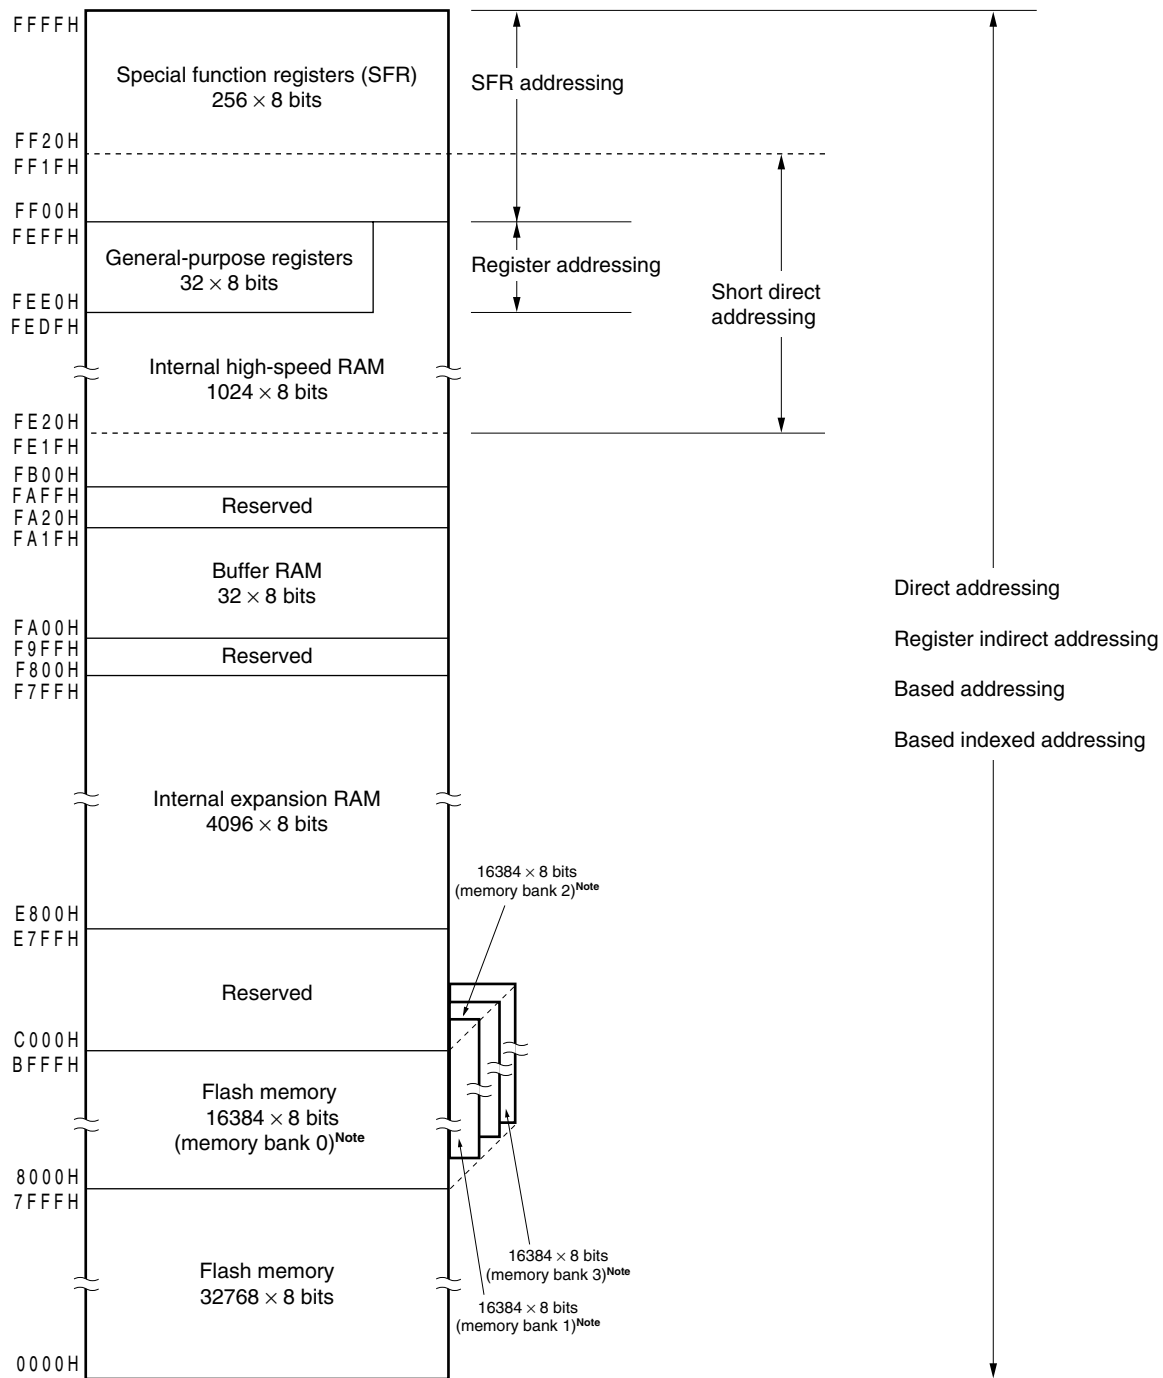 FFFFH
Special function registers (SFR)
256 × 8 bits
SFR addressing
FF20H
FF1FH
FF00H
FEFFH
General-purpose registers
32 × 8 bits
Register addressing
Short direct
addressing
FEE0H
FEDFH
Internal high-speed RAM
1024 × 8 bits
FE20H
FE1FH
FB00H
FAFFH
Reserved
FA20H
FA1FH
Buffer RAM
32 × 8 bits
Direct addressing
Register indirect addressing
Based addressing
Based indexed addressing
FA00H
F9FFH
Reserved
F800H
F7FFH
Internal expansion RAM
4096 × 8 bits
16384 × 8 bits
(memory bank 2)Note
E800H
E7FFH
Reserved
C000H
BFFFH
Flash memory
16384 × 8 bits
(memory bank 0)Note
8000H
7FFFH
16384 × 8 bits
(memory bank 3)Note
Flash memory
32768 × 8 bits
16384 × 8 bits
(memory bank 1)Note
0000H